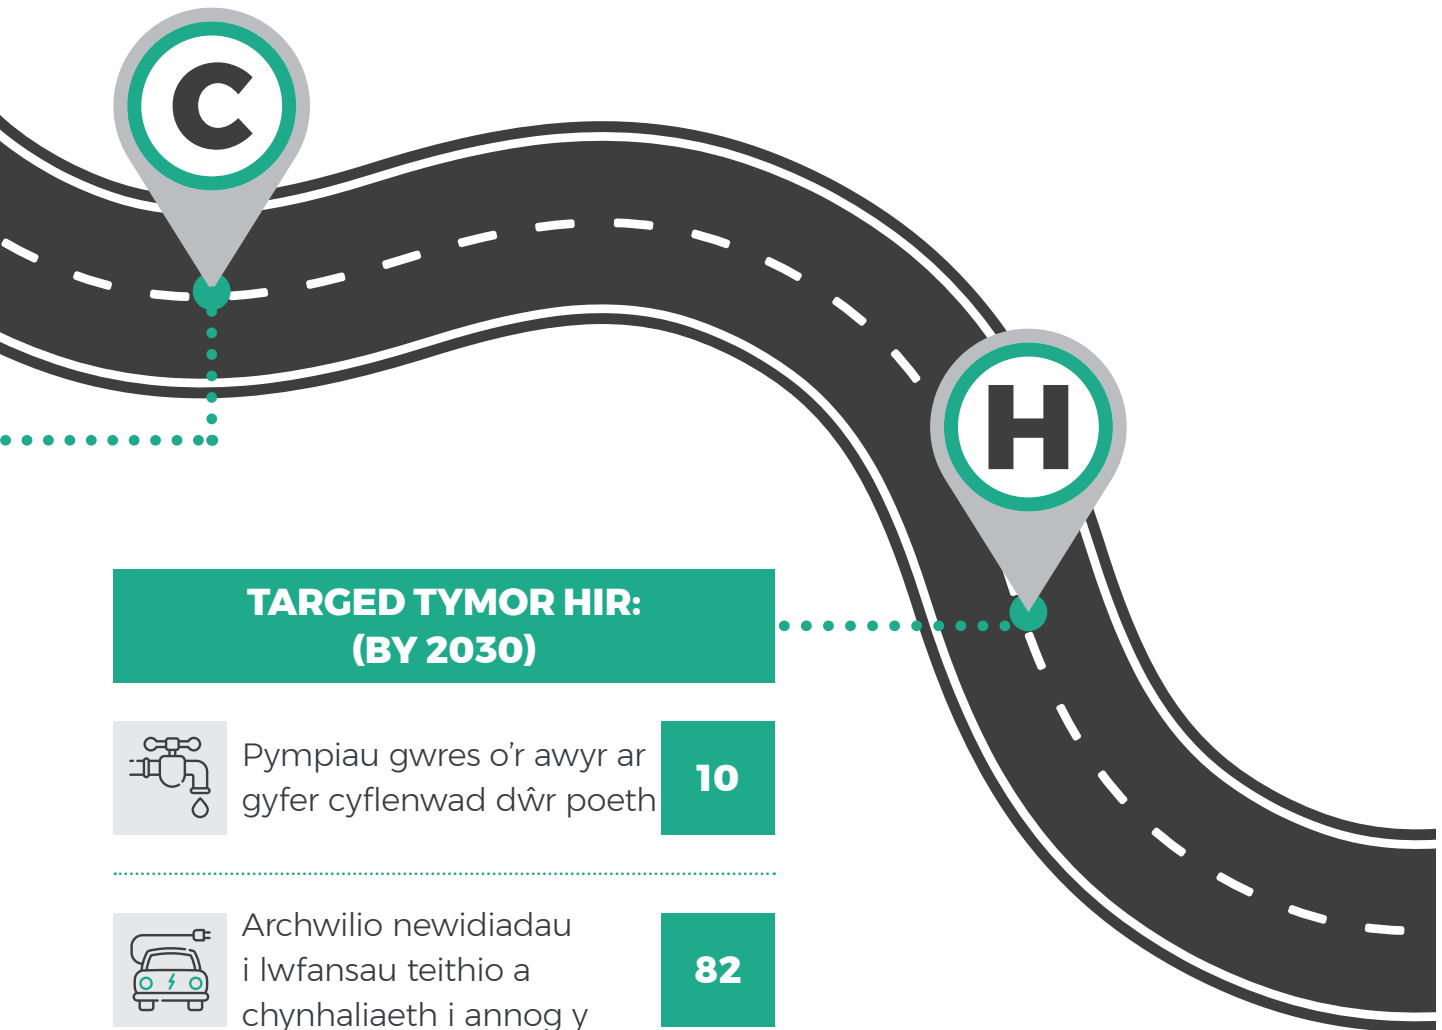 C
H
TARGED TYMOR HIR:
(BY 2030)
Pympiau gwres o’r awyr ar
gyfer cyflenwad dŵr poeth
10
Archwilio newidiadau
i lwfansau teithio a
chynhaliaeth i annog y
82